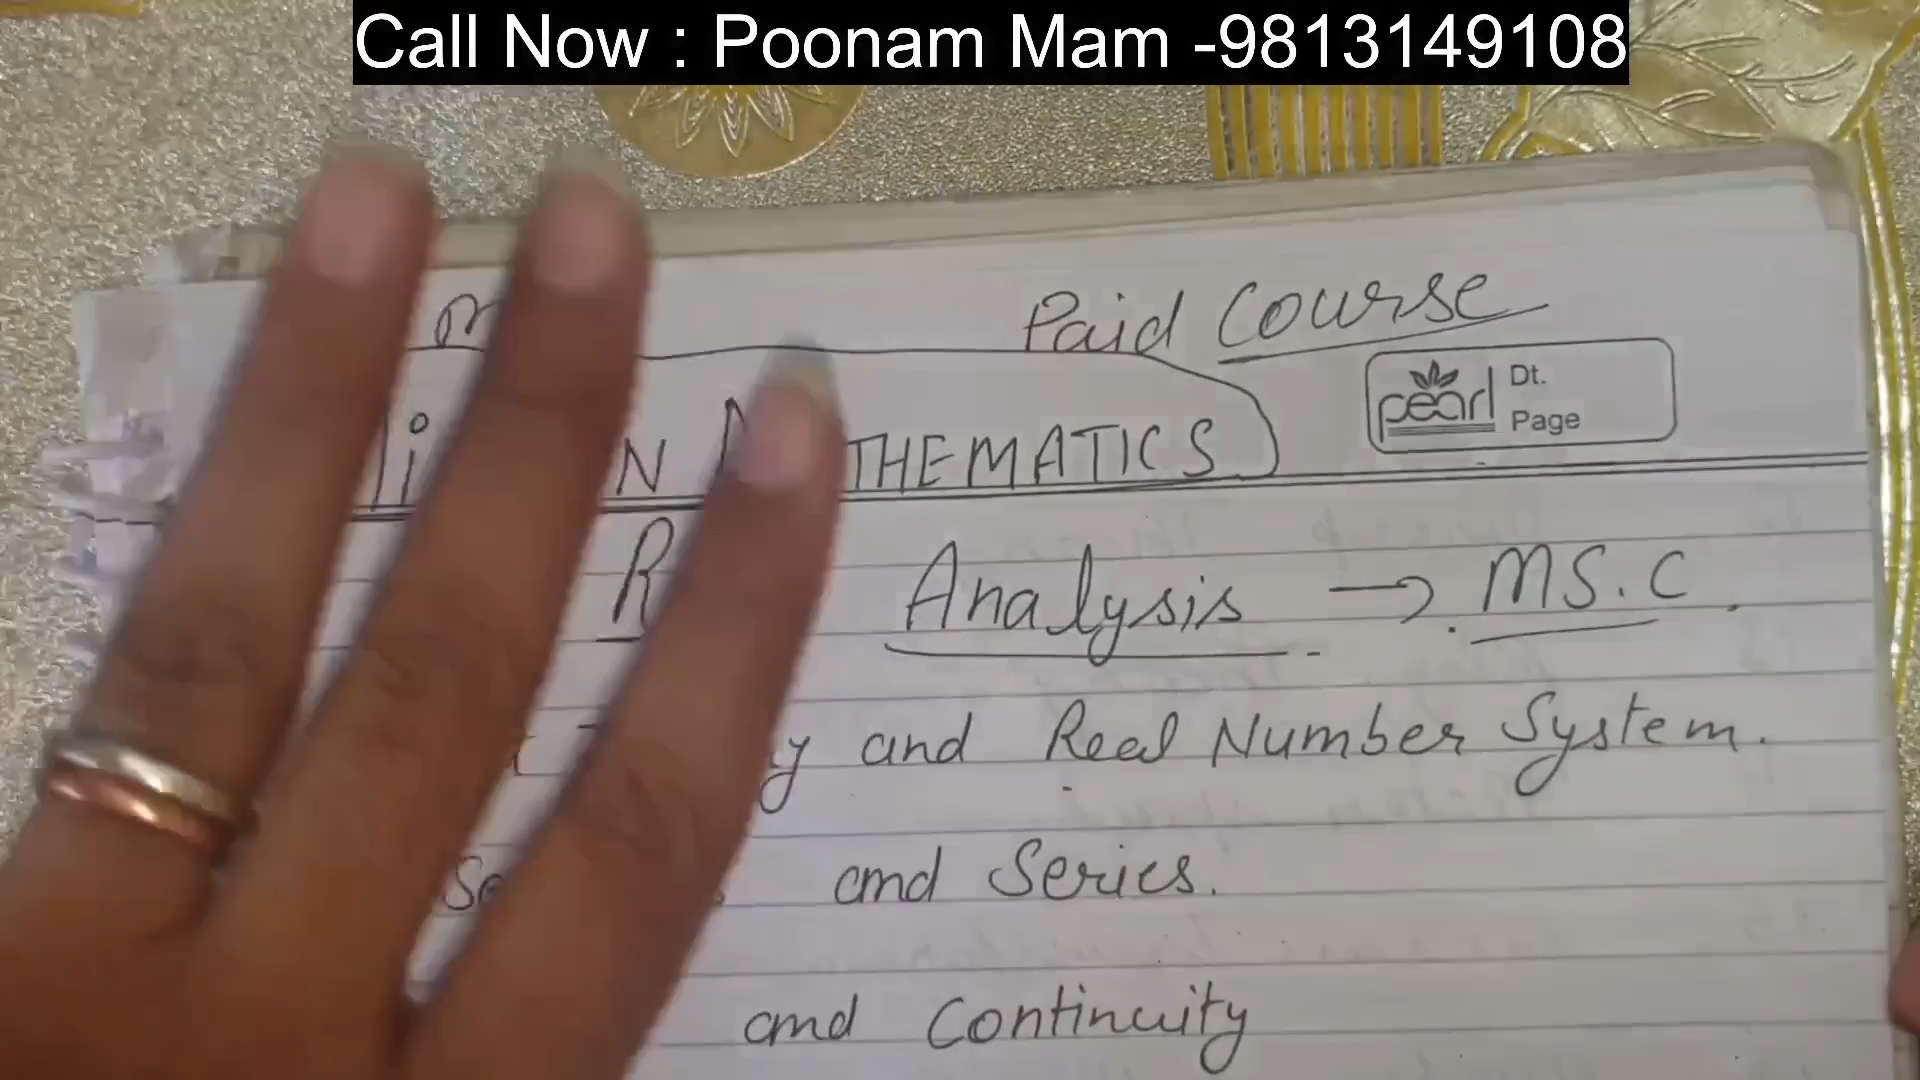 Call Now : Poonam Mam -9813149108
Paid Course
THEMATICS
pearl Dt.
Page
Analysis → MS.C.
and Real Number System.
and Series.
and Continuity